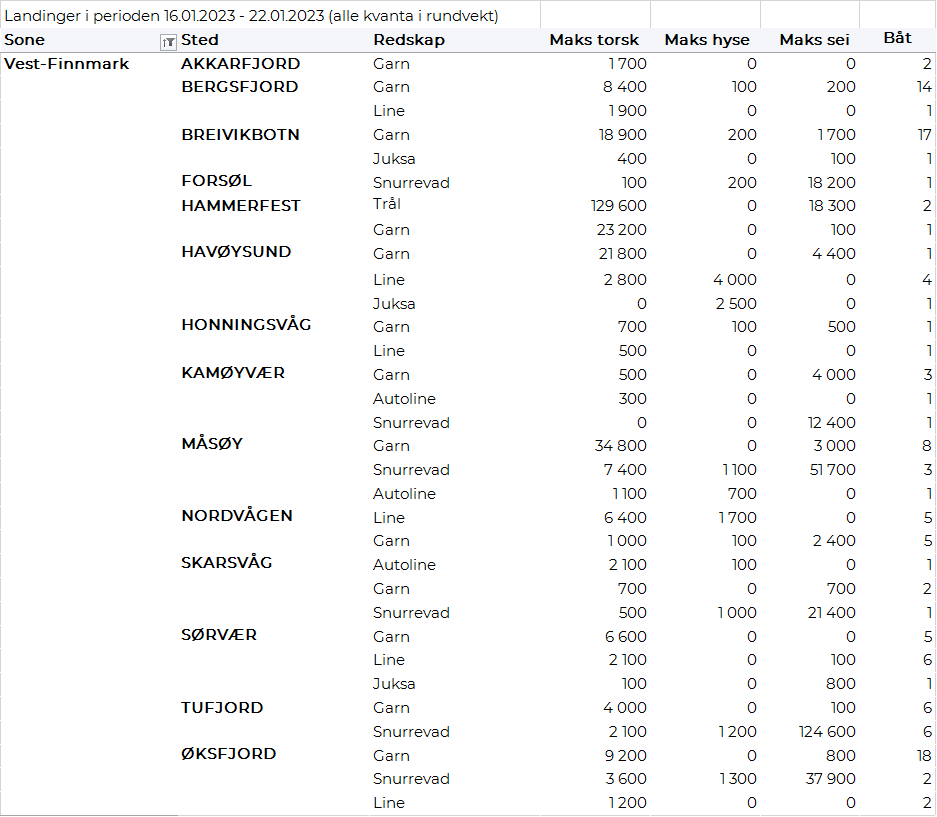 Landinger i perioden 16.01.2023 - 22.01.2023 (alle kvanta i rundvekt)
Sone Sted Redskap Maks torsk Maks hyse Maks sei Båt
Vest-Finnmark AKKARFJORD Garn 1 700 0 0 2
BERGSFJORD Garn 8 400 100 200 14
Line 1 900 0 0 1
BREIVIKBOTN Garn 18 900 200 1 700 17
Juksa 400 0 100 1
FORSØL Snurrevad 100 200 18 200 1
HAMMERFEST Trål 129 600 0 18 300 2
Garn 23 200 0 100 1
HAVØYSUND Garn 21 800 0 4 400 1
Line 2 800 4 000 0 4
Juksa 0 2 500 0 1
HONNINGSVÅG Garn 700 100 500 1
Line 500 0 0 1
KAMØYVÆR Garn 500 0 4 000 3
Autoline 300 0 0 1
Snurrevad 0 0 12 400 1
MÅSØY Garn 34 800 0 3 000 8
Snurrevad 7 400 1 100 51 700 3
Autoline 1 100 700 0 1
NORDVÅGEN Line 6 400 1 700 0 5
Garn 1 000 100 2 400 5
SKARSVÅG Autoline 2 100 100 0 1
Garn 700 0 700 2
Snurrevad 500 1 000 21 400 1
SØRVÆR Garn 6 600 0 0 5
Line 2 100 0 100 6
Juksa 100 0 800 1
TUFJORD Garn 4 000 0 100 6
Snurrevad 2 100 1 200 124 600 6
ØKSFJORD Garn 9 200 0 800 18
Snurrevad 3 600 1 300 37 900 2
Line 1 200 0 0 2